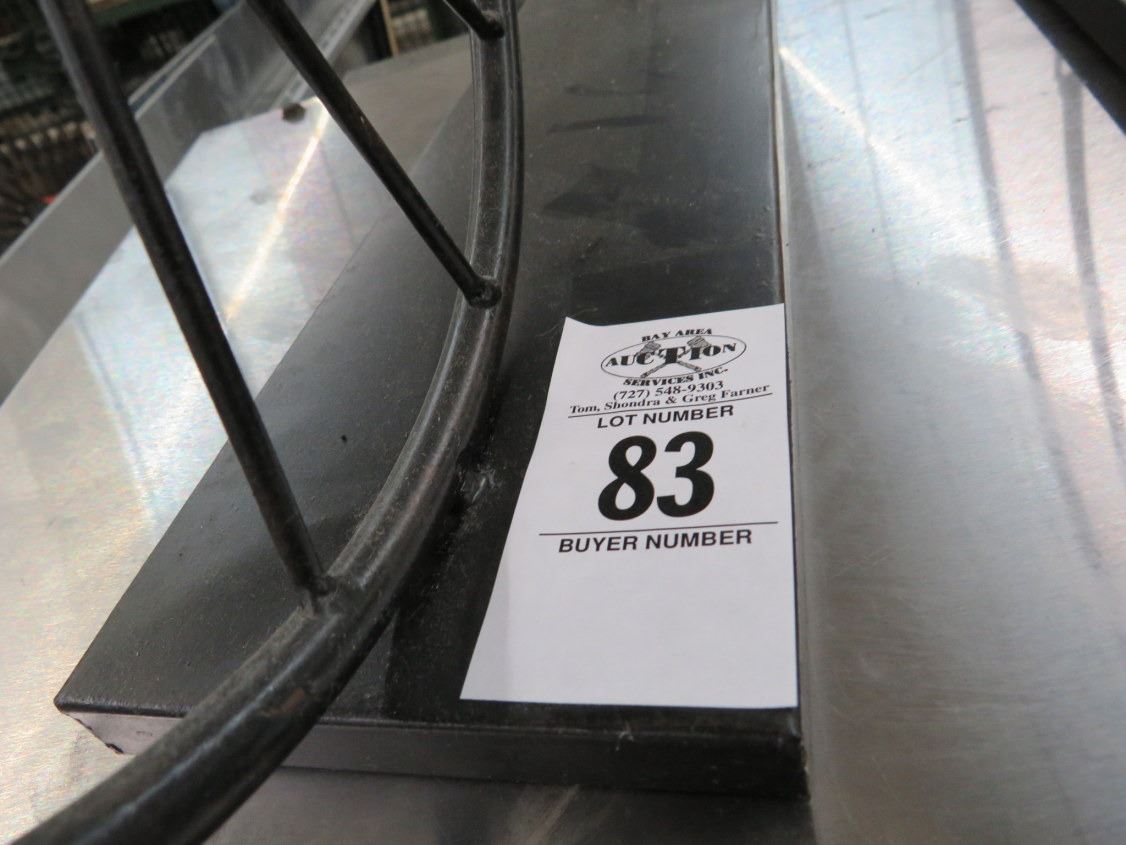 BAY AREA
AUCTION
SERVICES INC.
(727) 548-9303
Tom, Shondra & Greg Farner
LOT NUMBER
83
BUYER NUMBER